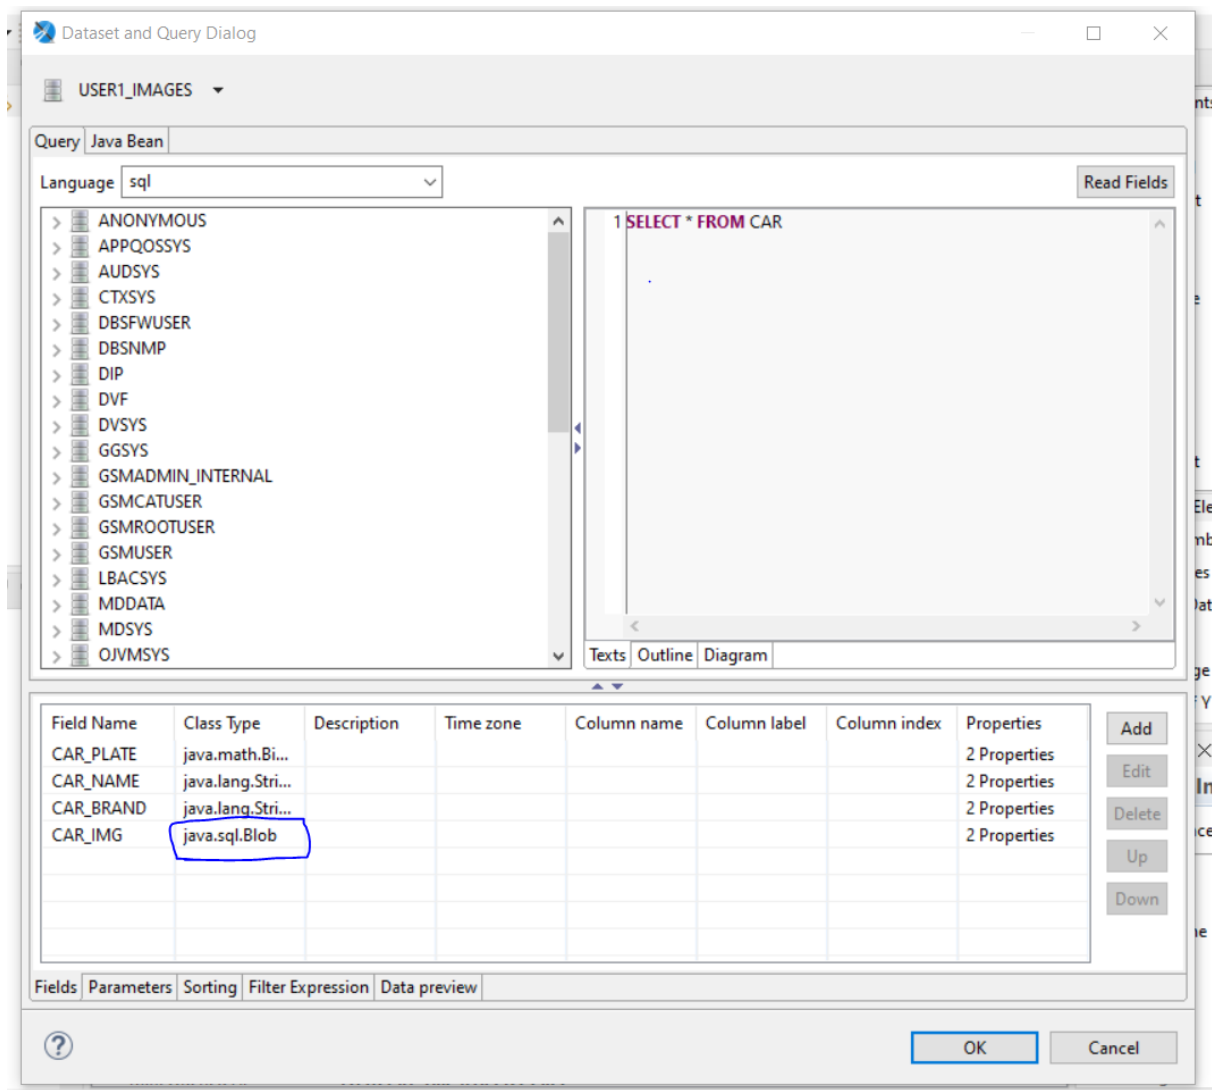 Dataset and Query Dialog
USER1_IMAGES
Query Java Bean
Language sql Read Fields
ANONYMOUS
APPQOSSYS
AUDSYS
CTXSYS
DBSFWUSER
DBSNMP
DIP
DVF
DVSYS
GGSYS
GSMADMIN_INTERNAL
GSMCATUSER
GSMROOTUSER
GSMUSER
LBACSYS
MDDATA
MDSYS
OJVMSYS
1 SELECT * FROM CAR
Texts Outline Diagram
Field Name Class Type Description Time zone Column name Column label Column index Properties
CAR_PLATE java.math.Bi... 2 Properties
CAR_NAME java.lang.Stri... 2 Properties
CAR_BRAND java.lang.Stri... 2 Properties
CAR_IMG java.sql.Blob 2 Properties
Add
Edit
Delete
Up
Down
Fields Parameters Sorting Filter Expression Data preview
? OK Cancel